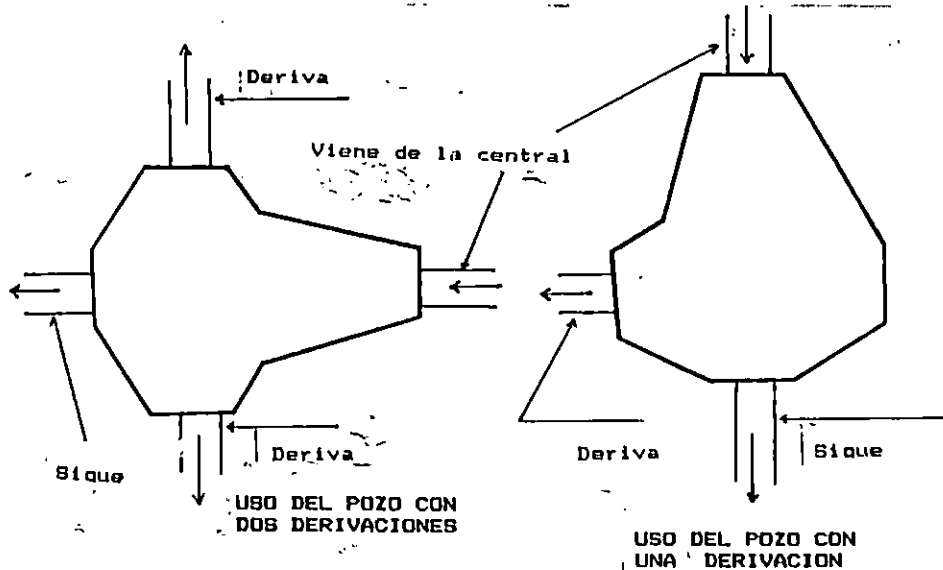 Deriva
Viene de la central
Sigue
Deriva
Deriva
Sigue
USO DEL POZO CON
DOS DERIVACIONES
USO DEL POZO CON
UNA DERIVACION